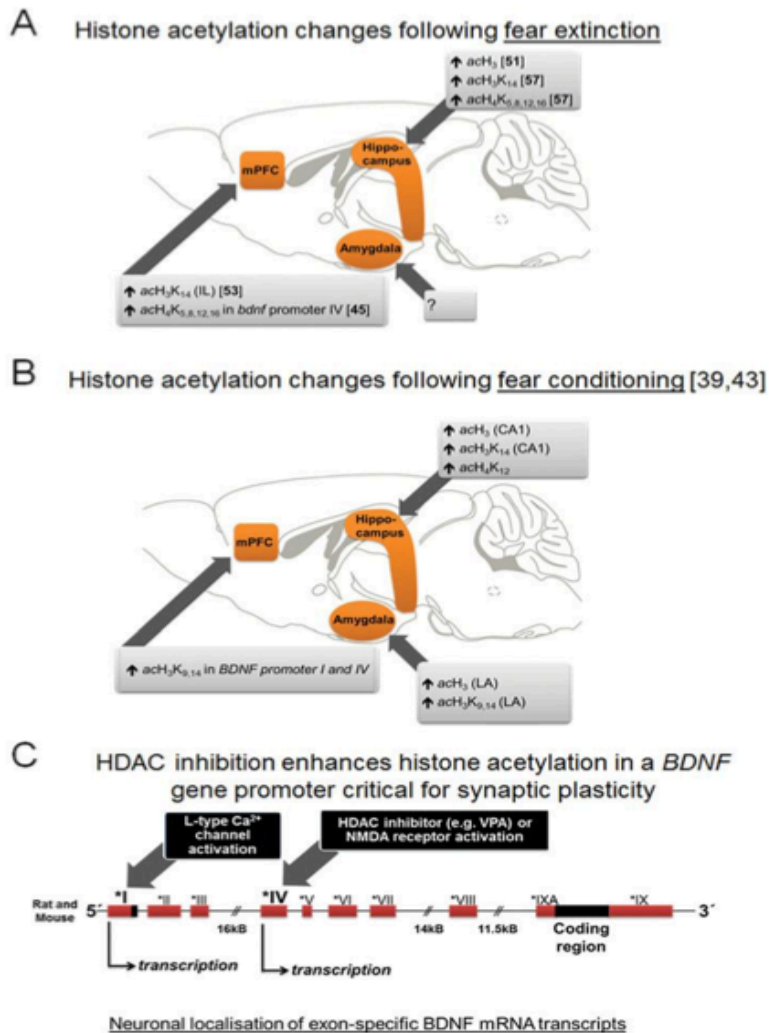 A
Histone acetylation changes following fear extinction
↑ acH₃ [51]
↑ acH₃K₁₄ [57]
↑ acH₄K₅,₈,₁₂,₁₆ [57]
Hippo-
campus
mPFC
Amygdala
↑ acH₃K₁₄ (IL) [53]
↑ acH₄K₅,₈,₁₂,₁₆ in bdnf promoter IV [45]
?
B
Histone acetylation changes following fear conditioning [39,43]
↑ acH₃ (CA1)
↑ acH₃K₁₄ (CA1)
↑ acH₄K₁₂
Hippo-
campus
mPFC
Amygdala
↑ acH₃K₉,₁₄ in BDNF promoter I and IV
↑ acH₃ (LA)
↑ acH₃K₉,₁₄ (LA)
C
HDAC inhibition enhances histone acetylation in a BDNF
gene promoter critical for synaptic plasticity
L-type Ca²⁺
channel
activation
HDAC inhibitor (e.g. VPA) or
NMDA receptor activation
*I *II *III *IV *V *VI *VII *VIII *IXA *IX
Rat and
Mouse
5´ 3´
16kB 14kB 11.5kB Coding
region
transcription transcription
Neuronal localisation of exon-specific BDNF mRNA transcripts